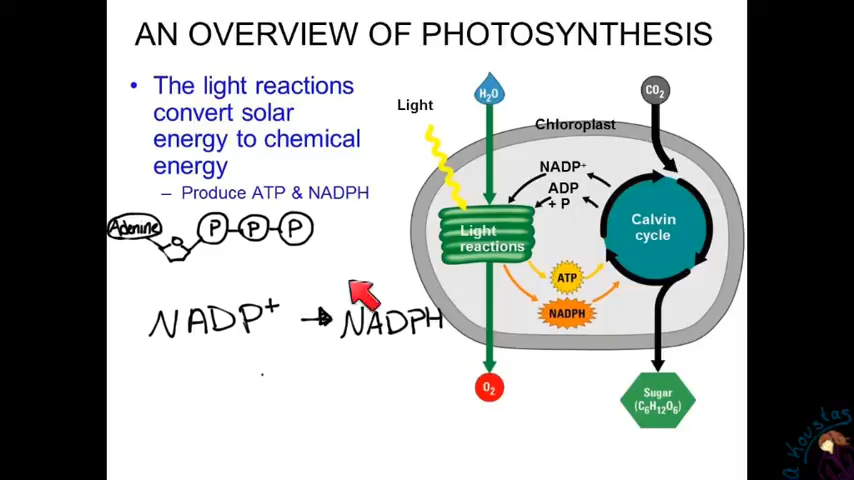 AN OVERVIEW OF PHOTOSYNTHESIS
• The light reactions
convert solar
energy to chemical
energy
– Produce ATP & NADPH
Adenine P P P
NADP+ → NADPH
Light
H₂O
CO₂
Chloroplast
NADP+
ADP
+ P
Light
reactions
Calvin
cycle
ATP
NADPH
O₂
Sugar
(C₆H₁₂O₆)
a koustas